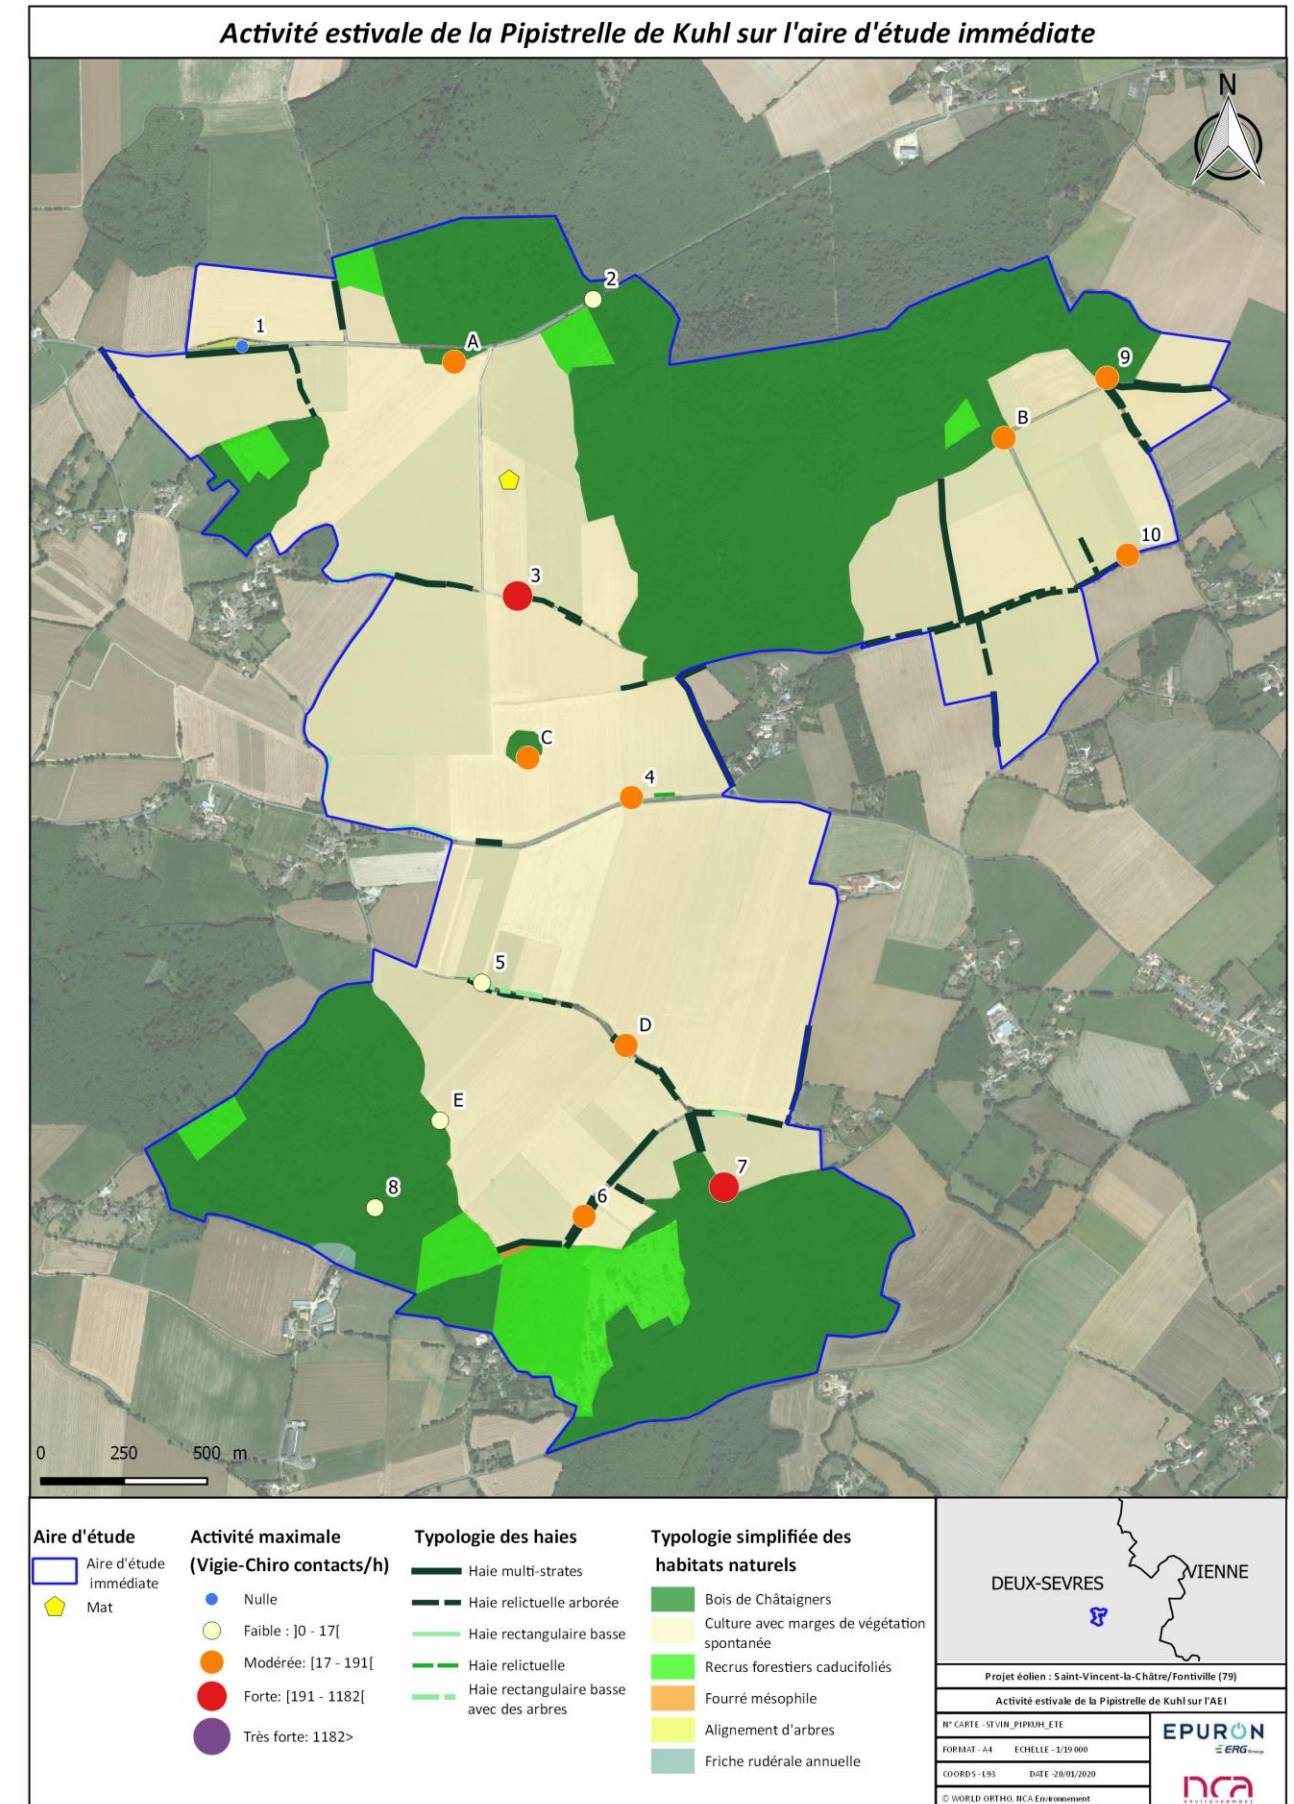 Activité estivale de la Pipistrelle de Kuhl sur l'aire d'étude immédiate
N
2
1
A
9
B
10
3
C
4
5
D
E
7
8
6
0 250 500 m
Aire d'étude
Aire d'étude
immédiate
Mat
Activité maximale
(Vigie-Chiro contacts/h)
Nulle
Faible : ]0 - 17[
Modérée: [17 - 191[
Forte: [191 - 1182[
Très forte: 1182>
Typologie des haies
Haie multi-strates
Haie relictuelle arborée
Haie rectangulaire basse
Haie relictuelle
Haie rectangulaire basse
avec des arbres
Typologie simplifiée des
habitats naturels
Bois de Châtaigners
Culture avec marges de végétation
spontanée
Recrus forestiers caducifoliés
Fourré mésophile
Alignement d'arbres
Friche rudérale annuelle
DEUX-SEVRES
VIENNE
Projet éolien : Saint-Vincent-la-Châtre/Fontiville (79)
Activité estivale de la Pipistrelle de Kuhl sur l'AEI
N° CARTE - STVIN_PIPKUH_ETE
FORMAT - A4 ECHELLE - 1/19 000
COORDS - L93 DATE -20/01/2020
© WORLD ORTHO, NCA Environnement
EPURON
ERG Group
nca
environnement